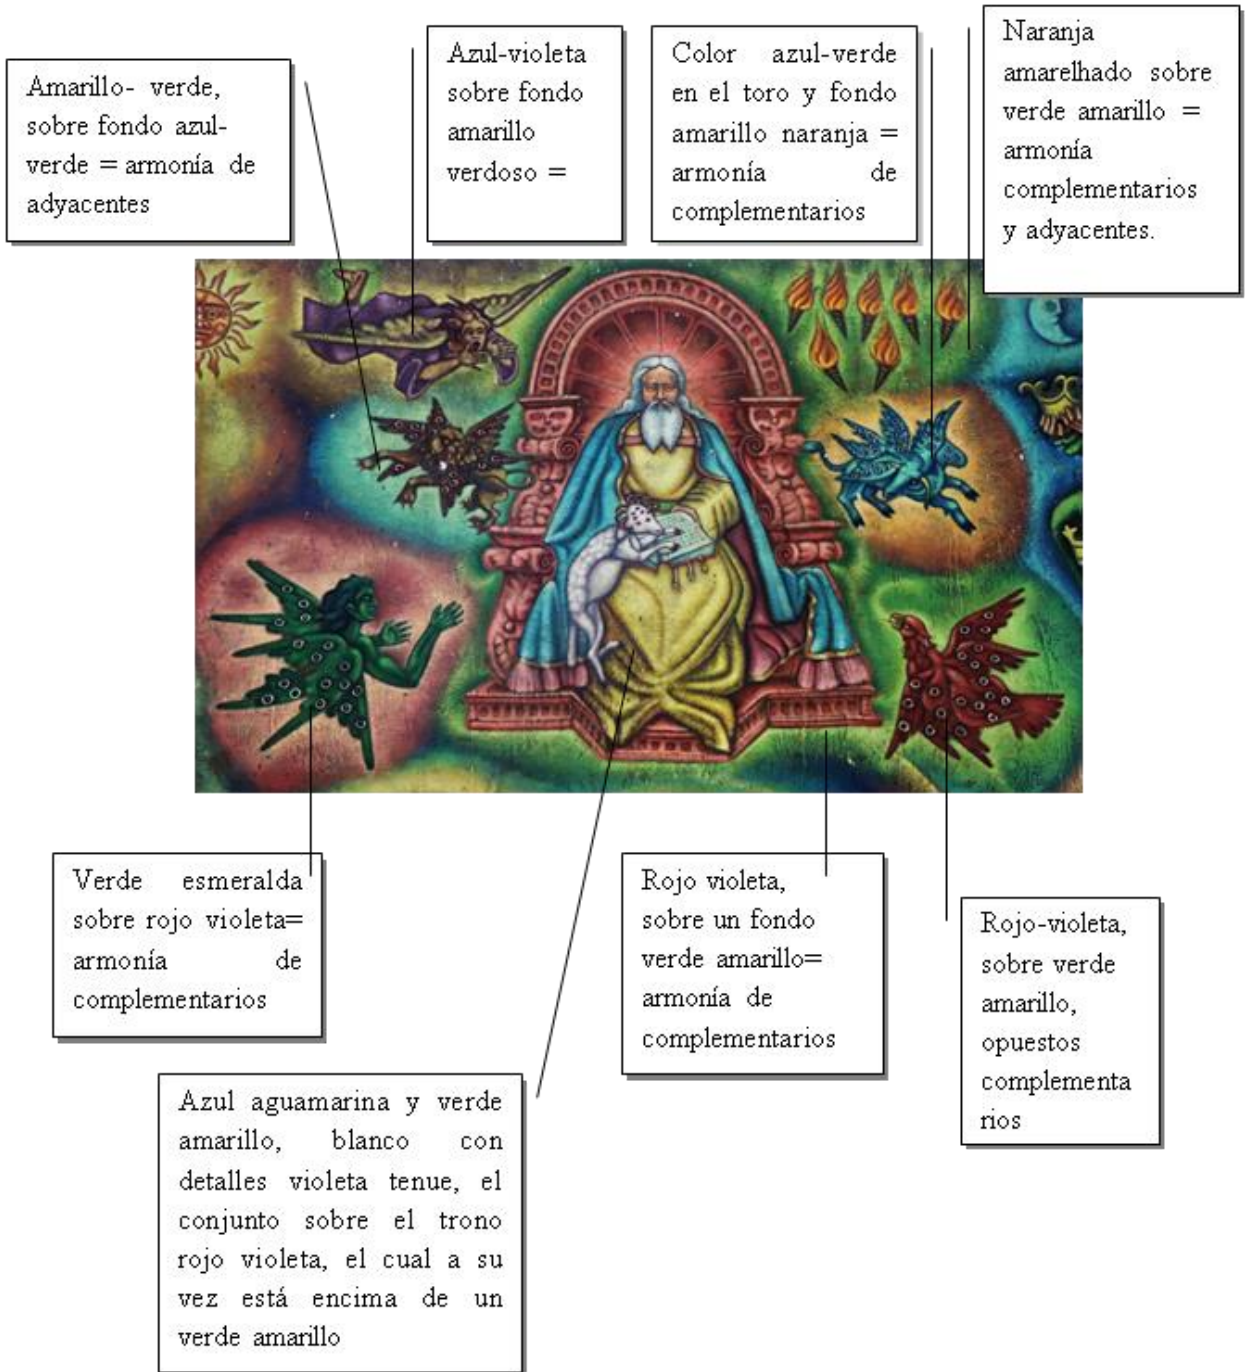 Amarillo- verde,
sobre fondo azul-
verde = armonía de
adyacentes
Azul-violeta
sobre fondo
amarillo
verdoso =
Color azul-verde
en el toro y fondo
amarillo naranja =
armonía de
complementarios
Naranja
amarelhado sobre
verde amarillo =
armonía
complementarios
y adyacentes.
Verde esmeralda
sobre rojo violeta=
armonía de
complementarios
Rojo violeta,
sobre un fondo
verde amarillo=
armonía de
complementarios
Rojo-violeta,
sobre verde
amarillo,
opuestos
complementa
rios
Azul aguamarina y verde
amarillo, blanco con
detalles violeta tenue, el
conjunto sobre el trono
rojo violeta, el cual a su
vez está encima de un
verde amarillo